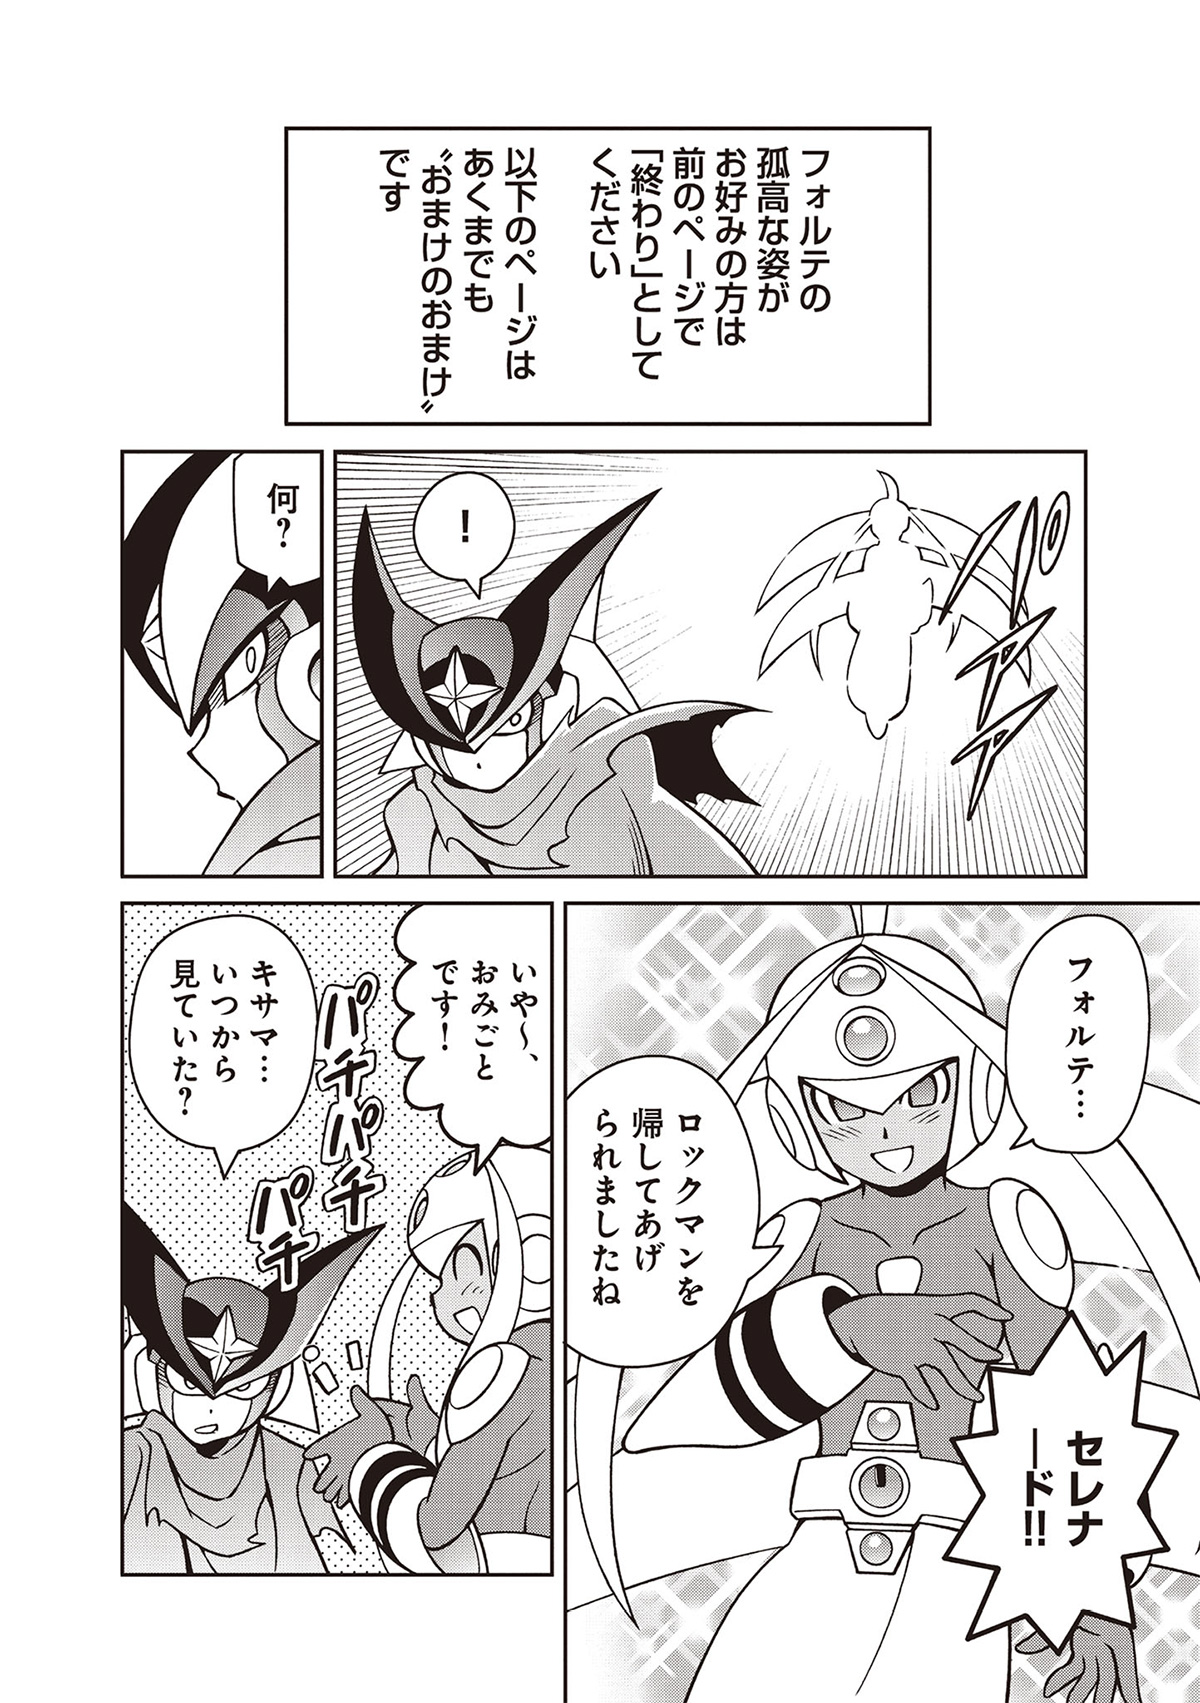 フォルテの
孤高な姿が
お好みの方は
前のページで
「終わり」として
ください
以下のページは
あくまでも
〝おまけのおまけ〟
です
パアアアア
！
何？
フォルテ…
ロックマンを
帰してあげ
られましたね
セレナ
ード!!
いや〜、
おみごと
です！
パチパチ
パチ
キサマ…
いつから
見ていた？